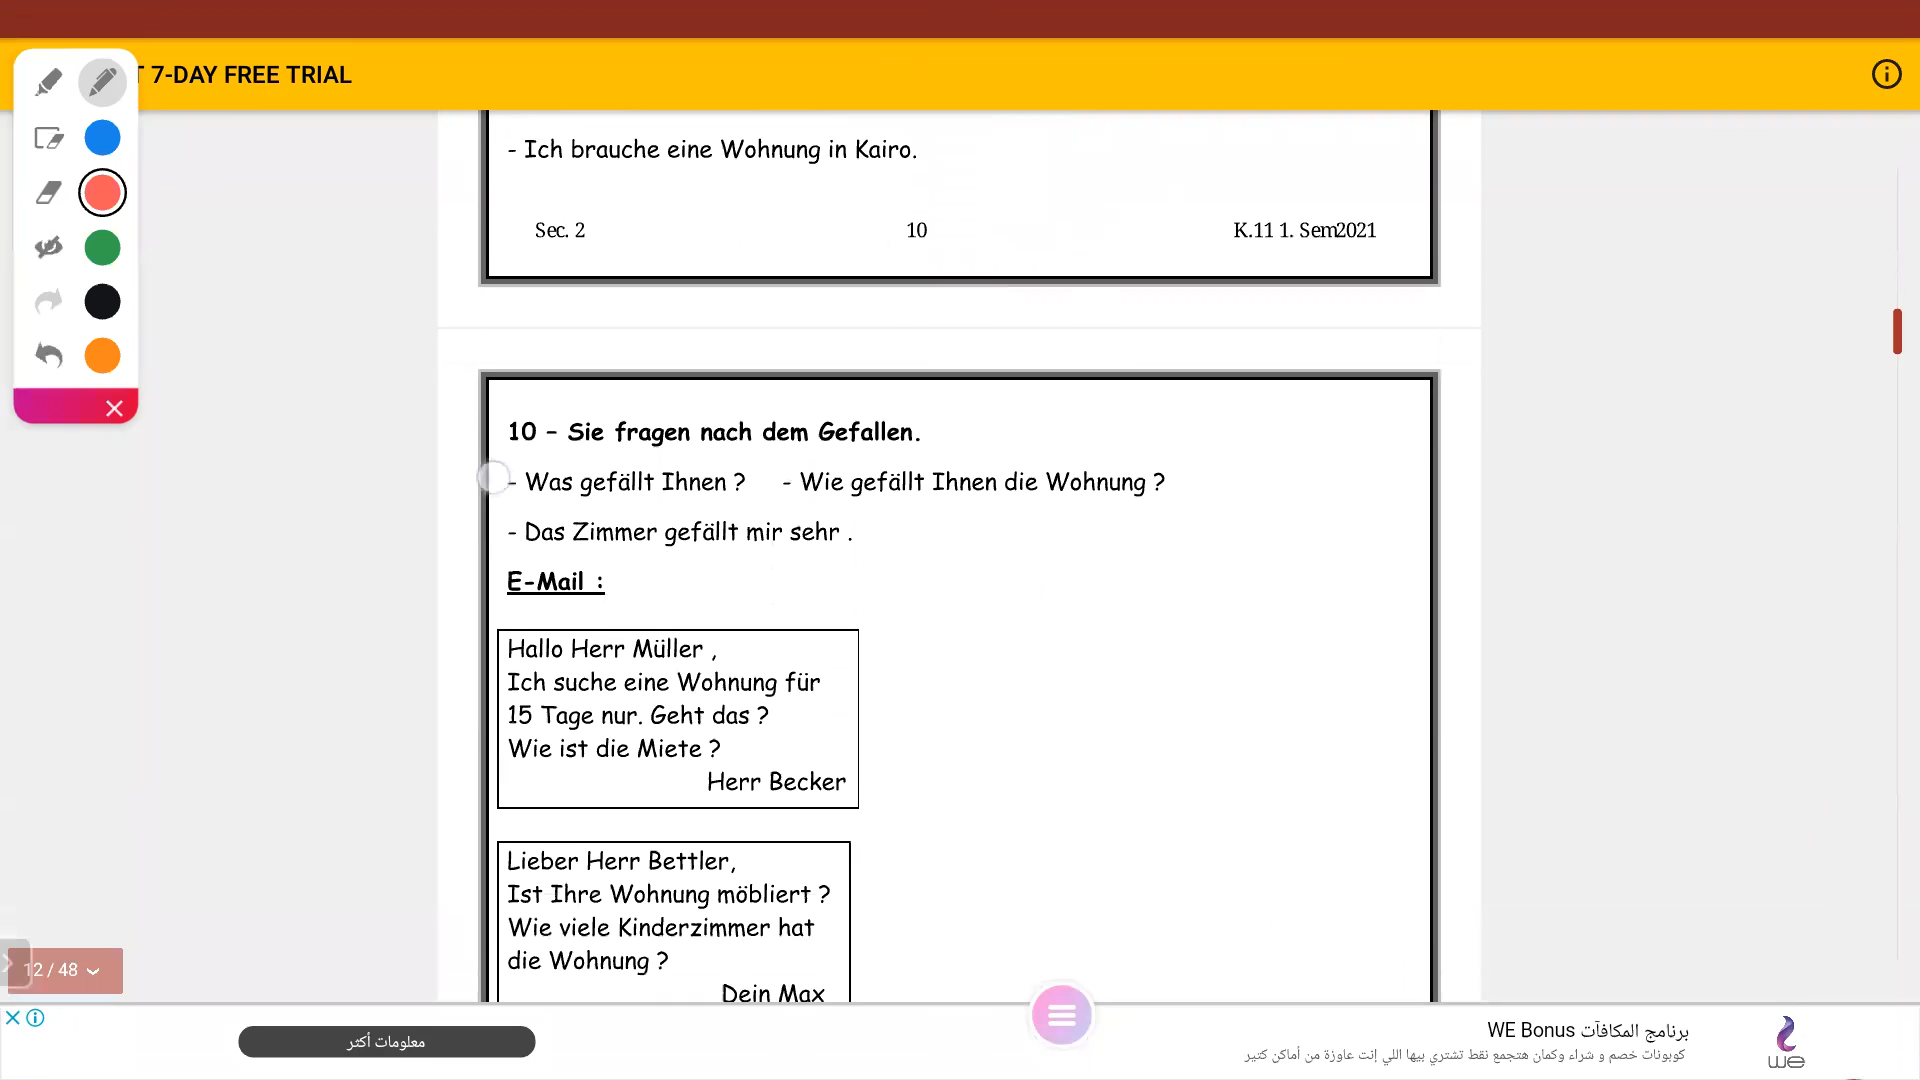 7-DAY FREE TRIAL
- Ich brauche eine Wohnung in Kairo.
Sec. 2 10 K.11 1. Sem2021
10 – Sie fragen nach dem Gefallen.
- Was gefällt Ihnen ? - Wie gefällt Ihnen die Wohnung ?
- Das Zimmer gefällt mir sehr .
E-Mail :
Hallo Herr Müller ,
Ich suche eine Wohnung für
15 Tage nur. Geht das ?
Wie ist die Miete ?
Herr Becker
Lieber Herr Bettler,
Ist Ihre Wohnung möbliert ?
Wie viele Kinderzimmer hat
die Wohnung ?
Dein Max
12 / 48
معلومات أكثر
برنامج المكافآت WE Bonus
كوبونات خصم و شراء وكمان هتجمع نقط تشتري بيها اللي إنت عاوزة من أماكن كتير
we